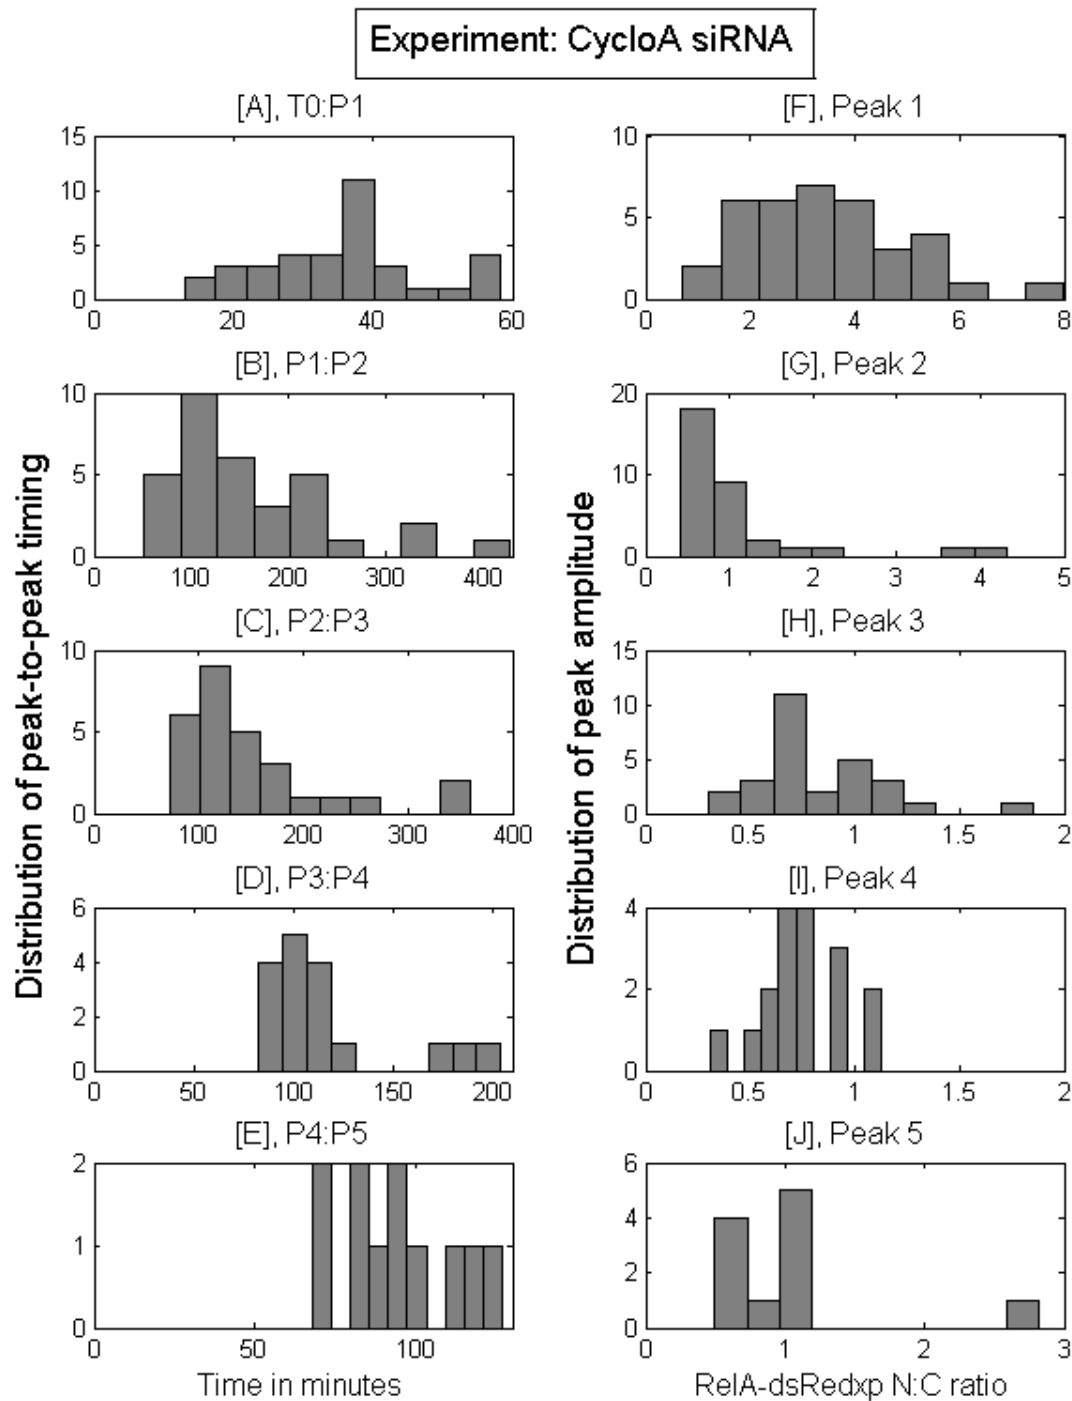 Experiment: CycloA siRNA
Distribution of peak-to-peak timing
[A], T0:P1
15
10
5
0
0 20 40 60
[B], P1:P2
10
5
0
0 100 200 300 400
[C], P2:P3
10
5
0
0 100 200 300 400
[D], P3:P4
6
4
2
0
0 50 100 150 200
[E], P4:P5
2
1
0
0 50 100
Time in minutes
Distribution of peak amplitude
[F], Peak 1
10
5
0
0 2 4 6 8
[G], Peak 2
20
10
0
0 1 2 3 4 5
[H], Peak 3
15
10
5
0
0 0.5 1 1.5 2
[I], Peak 4
4
2
0
0 0.5 1 1.5 2
[J], Peak 5
6
4
2
0
0 1 2 3
RelA-dsRedxp N:C ratio